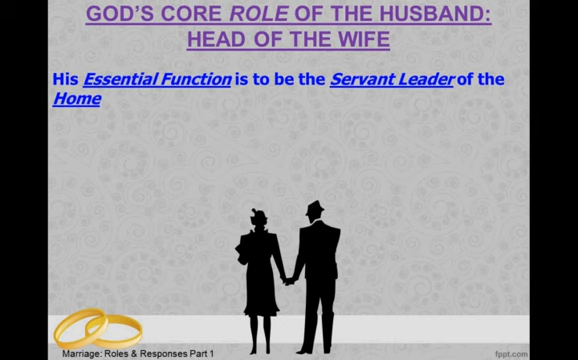 GOD'S CORE ROLE OF THE HUSBAND:
HEAD OF THE WIFE
His Essential Function is to be the Servant Leader of the
Home
Marriage: Roles & Responses Part 1
fppt.com